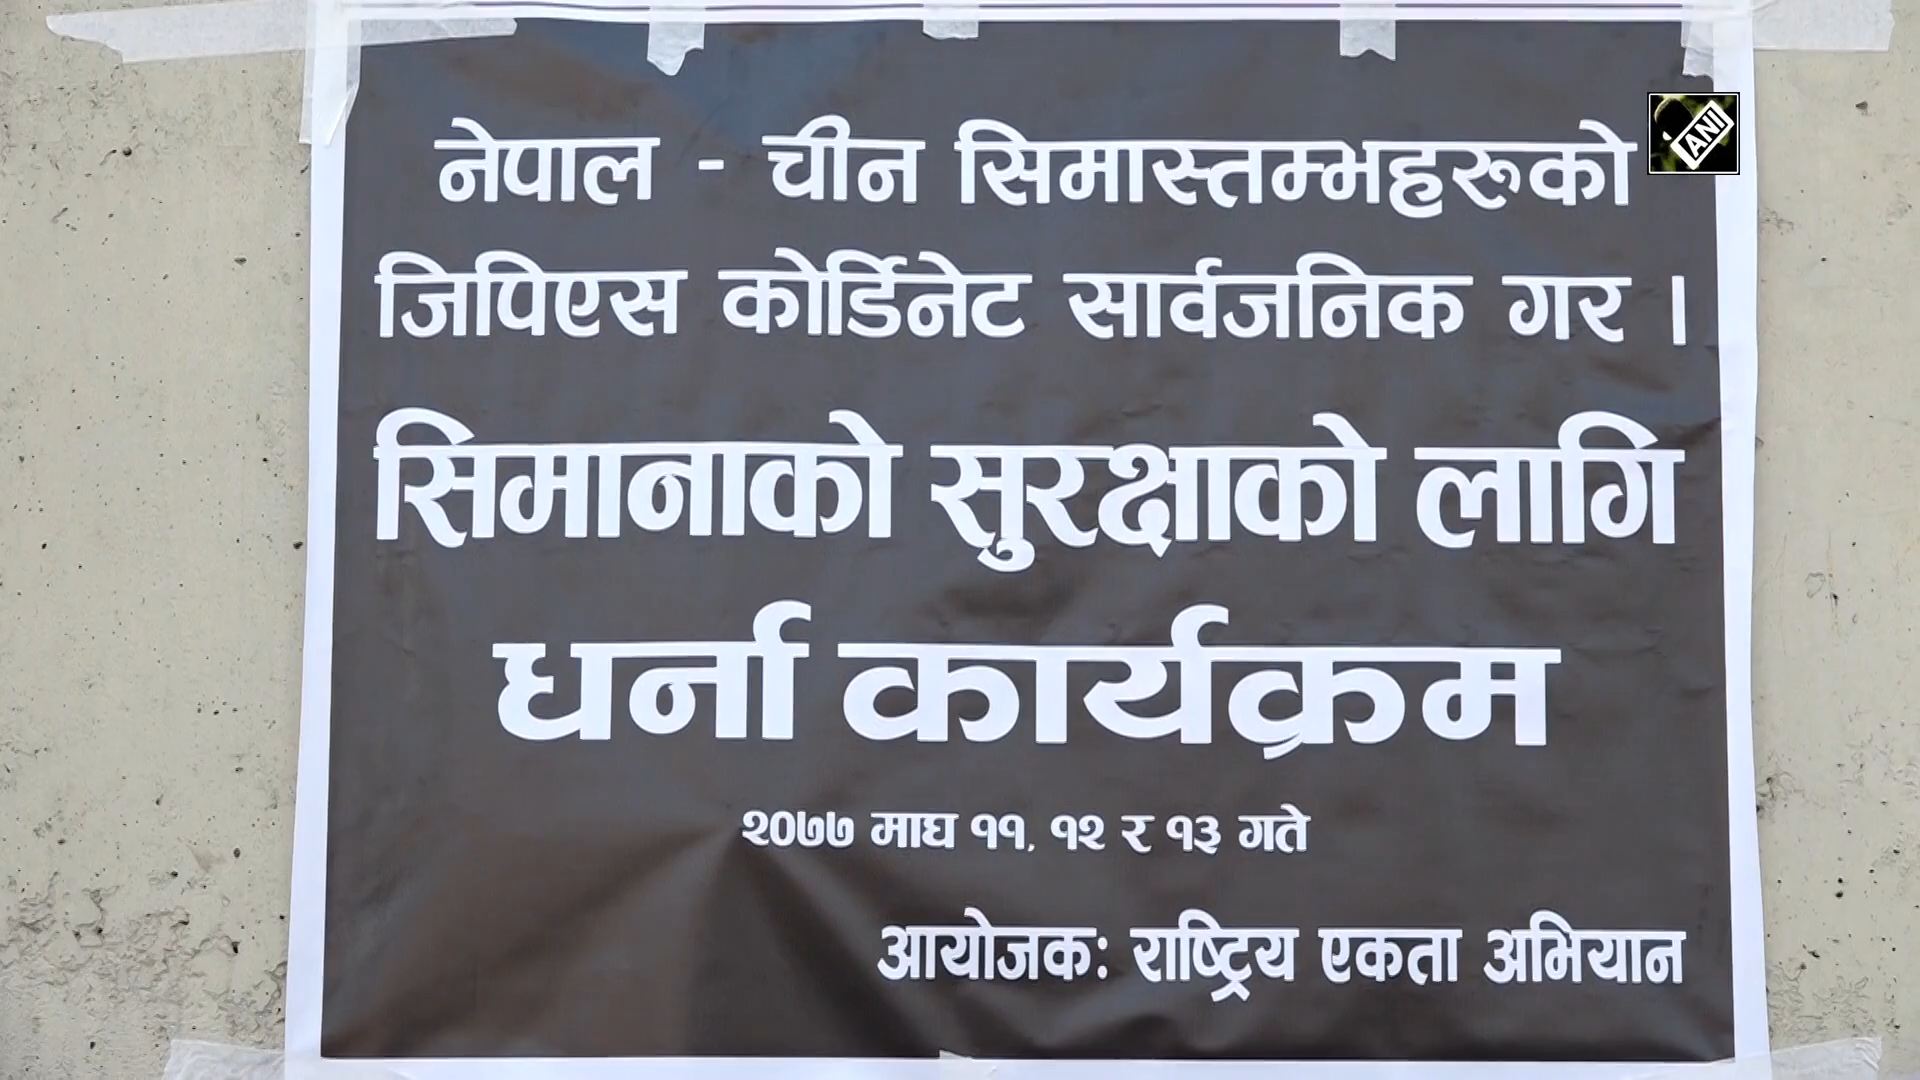 नेपाल - चीन सिमास्तम्भहरुको
ANI
जिपिएस कोर्डिनेट सार्वजनिक गर ।
सिमानाको सुरक्षाको लागि
धर्ना कार्यक्रम
२०७७ माघ ११, १२ र १३ गते
आयोजक: राष्ट्रिय एकता अभियान